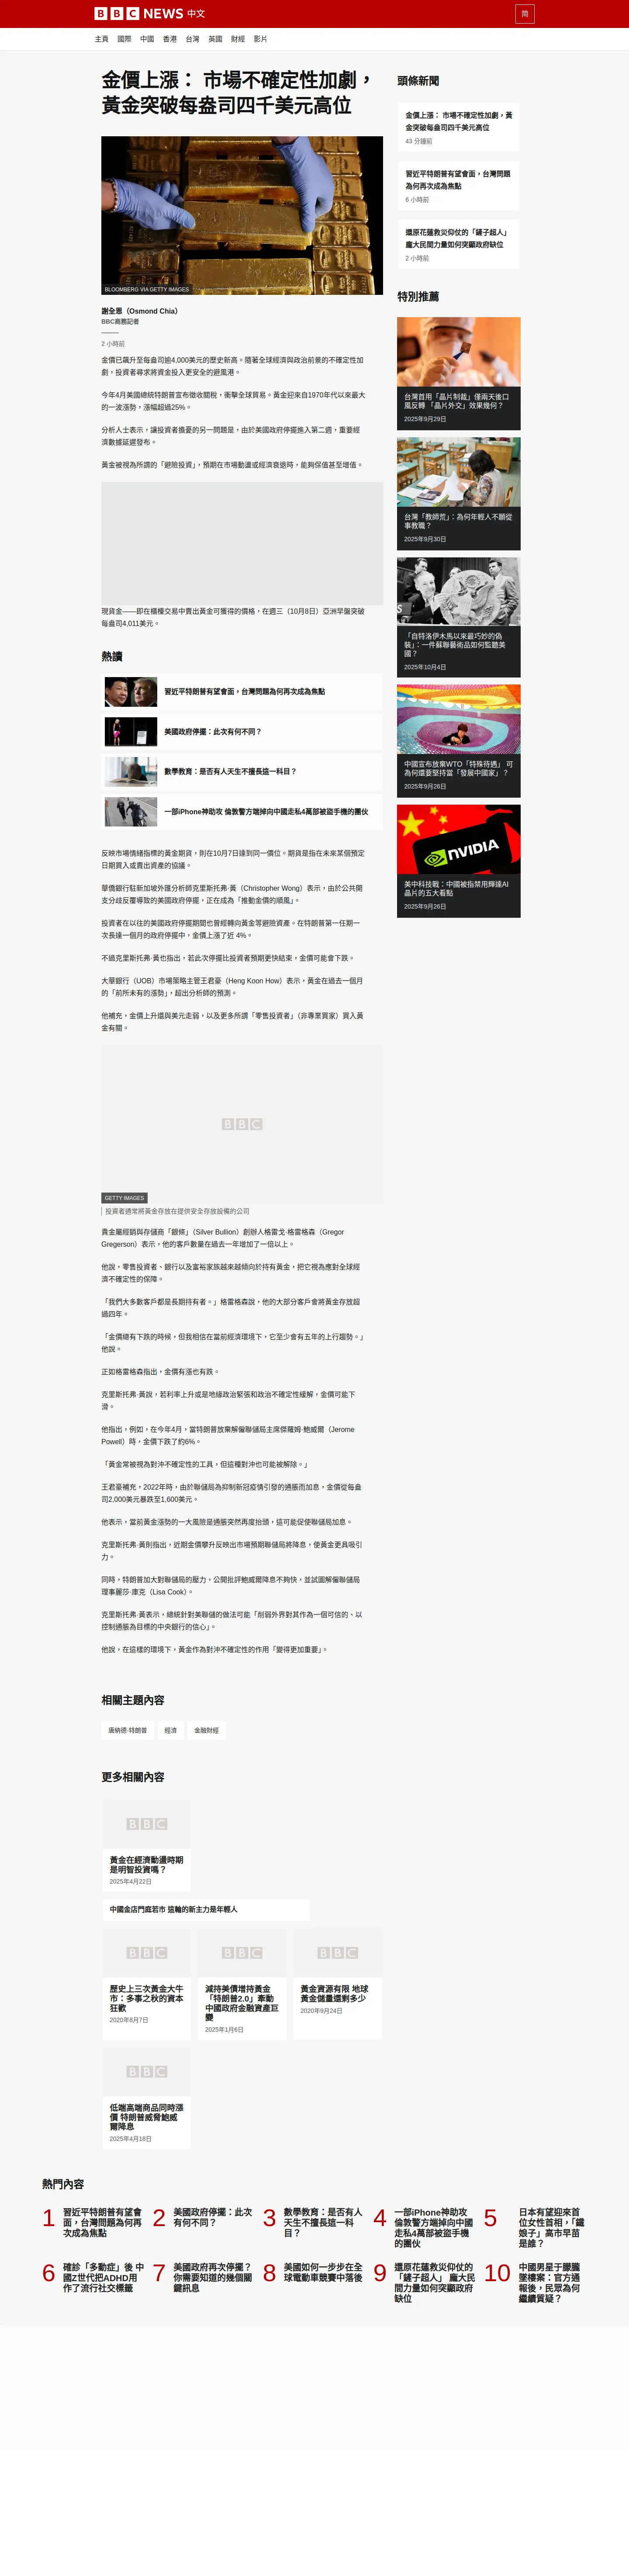 BBC NEWS 中文
简
主頁 國際 中國 香港 台灣 英國 財經 影片
金價上漲： 市場不確定性加劇，
黃金突破每盎司四千美元高位
BLOOMBERG VIA GETTY IMAGES
謝全恩（Osmond Chia）
BBC商務記者
2 小時前
金價已飆升至每盎司逾4,000美元的歷史新高。隨著全球經濟與政治前景的不確定性加
劇，投資者尋求將資金投入更安全的避風港。
今年4月美國總統特朗普宣布徵收關稅，衝擊全球貿易。黃金迎來自1970年代以來最大
的一波漲勢，漲幅超過25%。
分析人士表示，讓投資者擔憂的另一問題是，由於美國政府停擺進入第二週，重要經
濟數據延遲發布。
黃金被視為所謂的「避險投資」，預期在市場動盪或經濟衰退時，能夠保值甚至增值。
現貨金——即在櫃檯交易中賣出黃金可獲得的價格，在週三（10月8日）亞洲早盤突破
每盎司4,011美元。
熱讀
習近平特朗普有望會面，台灣問題為何再次成為焦點
美國政府停擺：此次有何不同？
數學教育：是否有人天生不擅長這一科目？
一部iPhone神助攻 倫敦警方端掉向中國走私4萬部被盜手機的團伙
反映市場情緒指標的黃金期貨，則在10月7日達到同一價位。期貨是指在未來某個預定
日期買入或賣出資產的協議。
華僑銀行駐新加坡外匯分析師克里斯托弗·黃（Christopher Wong）表示，由於公共開
支分歧反覆導致的美國政府停擺，正在成為「推動金價的順風」。
投資者在以往的美國政府停擺期間也曾經轉向黃金等避險資產。在特朗普第一任期一
次長達一個月的政府停擺中，金價上漲了近 4%。
不過克里斯托弗·黃也指出，若此次停擺比投資者預期更快結束，金價可能會下跌。
大華銀行（UOB）市場策略主管王君豪（Heng Koon How）表示，黃金在過去一個月
的「前所未有的漲勢」，超出分析師的預測。
他補充，金價上升還與美元走弱，以及更多所謂「零售投資者」（非專業買家）買入黃
金有關。
BBC
GETTY IMAGES
投資者通常將黃金存放在提供安全存放設備的公司
貴金屬經銷與存儲商「銀條」（Silver Bullion）創辦人格雷戈·格雷格森（Gregor
Gregerson）表示，他的客戶數量在過去一年增加了一倍以上。
他說，零售投資者、銀行以及富裕家族越來越傾向於持有黃金，把它視為應對全球經
濟不確定性的保障。
「我們大多數客戶都是長期持有者。」格雷格森說，他的大部分客戶會將黃金存放超
過四年。
「金價總有下跌的時候，但我相信在當前經濟環境下，它至少會有五年的上行趨勢。」
他說。
正如格雷格森指出，金價有漲也有跌。
克里斯托弗·黃說，若利率上升或是地緣政治緊張和政治不確定性緩解，金價可能下
滑。
他指出，例如，在今年4月，當特朗普放棄解僱聯儲局主席傑羅姆·鮑威爾（Jerome
Powell）時，金價下跌了約6%。
「黃金常被視為對沖不確定性的工具，但這種對沖也可能被解除。」
王君豪補充，2022年時，由於聯儲局為抑制新冠疫情引發的通脹而加息，金價從每盎
司2,000美元暴跌至1,600美元。
他表示，當前黃金漲勢的一大風險是通脹突然再度抬頭，這可能促使聯儲局加息。
克里斯托弗·黃則指出，近期金價攀升反映出市場預期聯儲局將降息，使黃金更具吸引
力。
同時，特朗普加大對聯儲局的壓力，公開批評鮑威爾降息不夠快，並試圖解僱聯儲局
理事麗莎·庫克（Lisa Cook）。
克里斯托弗·黃表示，總統針對美聯儲的做法可能「削弱外界對其作為一個可信的、以
控制通脹為目標的中央銀行的信心」。
他說，在這樣的環境下，黃金作為對沖不確定性的作用「變得更加重要」。
相關主題內容
唐納德·特朗普 經濟 金融財經
更多相關內容
BBC
黃金在經濟動盪時期
是明智投資嗎？
2025年4月22日
中國金店門庭若市 這輪的新主力是年輕人
BBC
歷史上三次黃金大牛
市：多事之秋的資本
狂歡
2020年8月7日
BBC
減持美債增持黃金
「特朗普2.0」牽動
中國政府金融資產巨
變
2025年1月6日
BBC
黃金資源有限 地球
黃金儲量還剩多少
2020年9月24日
BBC
低端高端商品同時漲
價 特朗普威脅鮑威
爾降息
2025年4月18日
頭條新聞
金價上漲： 市場不確定性加劇，黃
金突破每盎司四千美元高位
43 分鐘前
習近平特朗普有望會面，台灣問題
為何再次成為焦點
6 小時前
還原花蓮救災仰仗的「鏟子超人」
龐大民間力量如何突顯政府缺位
2 小時前
特別推薦
台灣首用「晶片制裁」僅兩天後口
風反轉 「晶片外交」效果幾何？
2025年9月29日
台灣「教師荒」：為何年輕人不願從
事教職？
2025年9月30日
「自特洛伊木馬以來最巧妙的偽
裝」：一件蘇聯藝術品如何監聽美
國？
2025年10月4日
中國宣布放棄WTO「特殊待遇」 可
為何還要堅持當「發展中國家」？
2025年9月26日
NVIDIA
美中科技戰：中國被指禁用輝達AI
晶片的五大看點
2025年9月26日
熱門內容
1 習近平特朗普有望會
面，台灣問題為何再
次成為焦點
2 美國政府停擺：此次
有何不同？
3 數學教育：是否有人
天生不擅長這一科
目？
4 一部iPhone神助攻
倫敦警方端掉向中國
走私4萬部被盜手機
的團伙
5 日本有望迎來首
位女性首相，「鐵
娘子」高市早苗
是誰？
6 確診「多動症」後 中
國Z世代把ADHD用
作了流行社交標籤
7 美國政府再次停擺？
你需要知道的幾個關
鍵訊息
8 美國如何一步步在全
球電動車競賽中落後
9 還原花蓮救災仰仗的
「鏟子超人」 龐大民
間力量如何突顯政府
缺位
10 中國男星于朦朧
墜樓案：官方通
報後，民眾為何
繼續質疑？